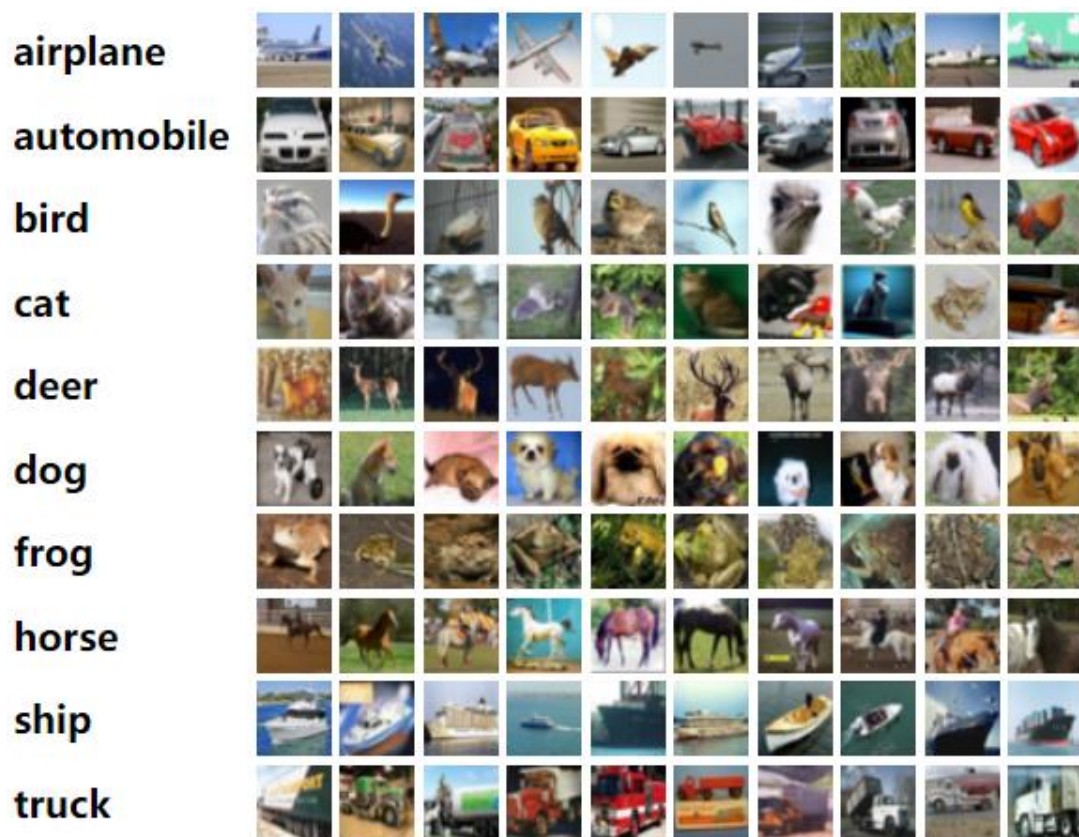 airplane
automobile
bird
cat
deer
dog
frog
horse
ship
truck